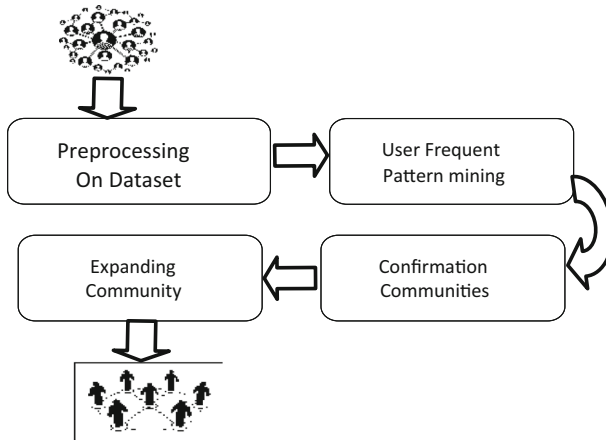 Preprocessing
On Dataset
User Frequent
Pattern mining
Expanding
Community
Confirmation
Communities